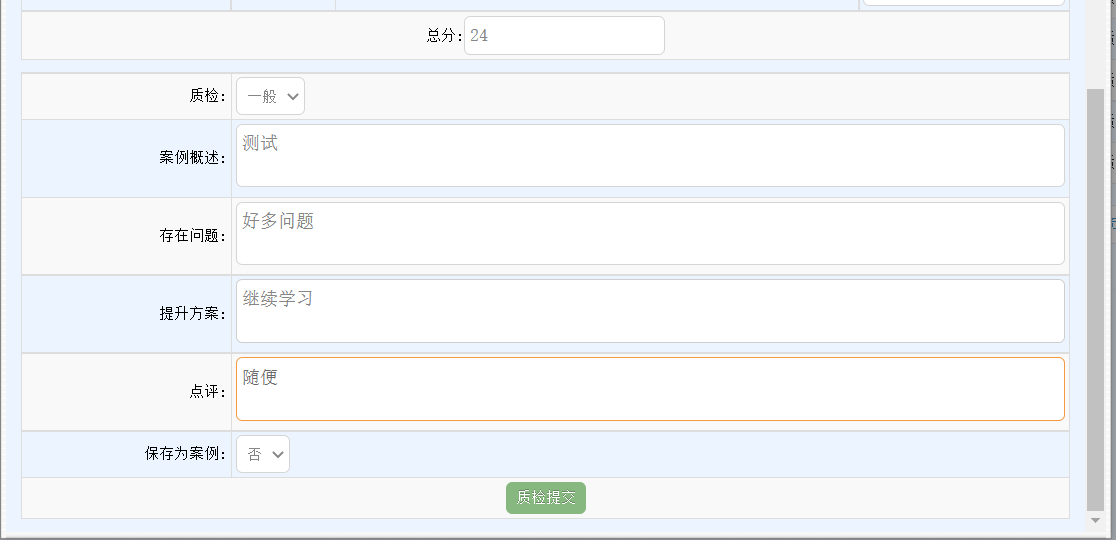 总分: 24
质检: 一般
案例概述: 测试
存在问题: 好多问题
提升方案: 继续学习
点评: 随便
保存为案例: 否
质检提交